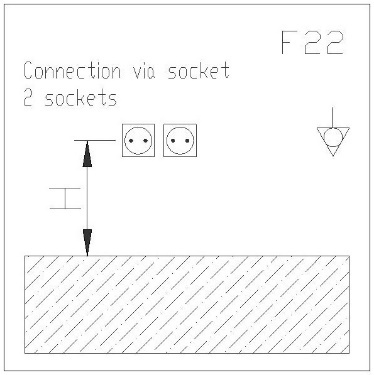 F22
Connection via socket
2 sockets
H